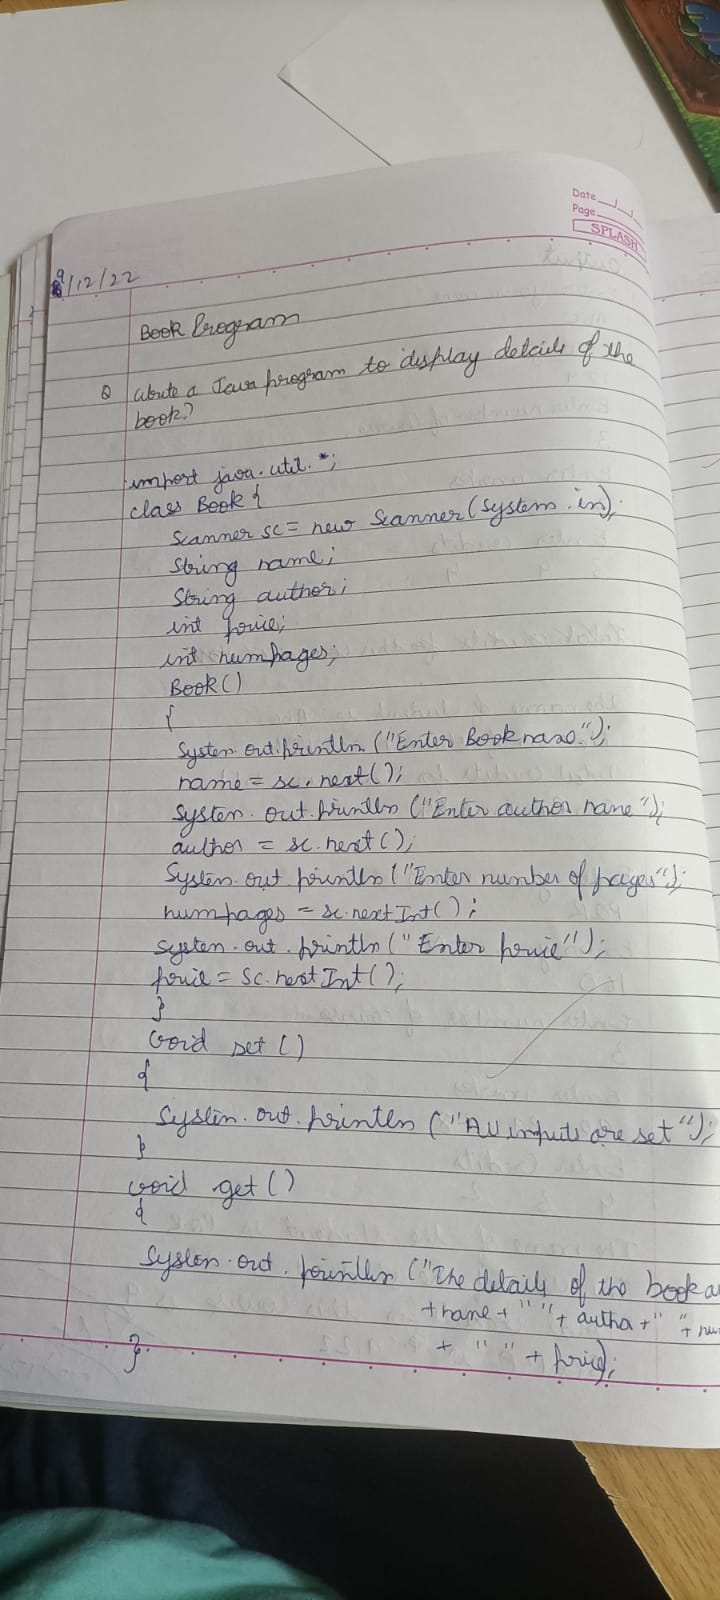 Date
Page
SPLASH
9/12/22
Book Program
Q Write a Java program to display details of the
book?
import java.util.*;
class Book {
Scanner sc = new Scanner(System.in);
String name;
String author;
int price;
int numpages;
Book()
{
System.out.println("Enter Book name");
name = sc.next();
System.out.println("Enter author name");
author = sc.next();
System.out.println("Enter number of pages");
numpages = sc.nextInt();
System.out.println("Enter price");
price = sc.nextInt();
}
void set()
{
System.out.println("All inputs are set");
}
void get()
{
System.out.println("The details of the book
+name+" "+ author +" "+
+ " " + price);
}